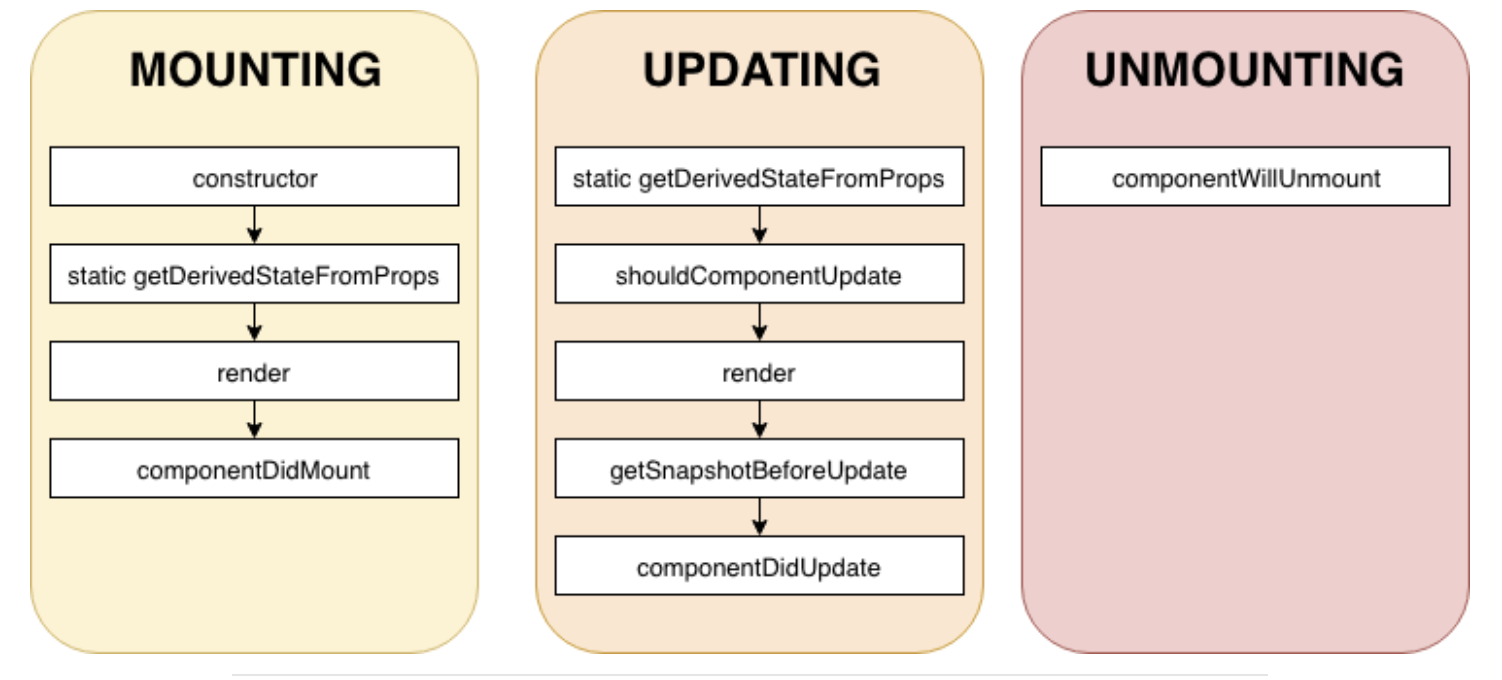 MOUNTING
constructor
static getDerivedStateFromProps
render
componentDidMount
UPDATING
static getDerivedStateFromProps
shouldComponentUpdate
render
getSnapshotBeforeUpdate
componentDidUpdate
UNMOUNTING
componentWillUnmount